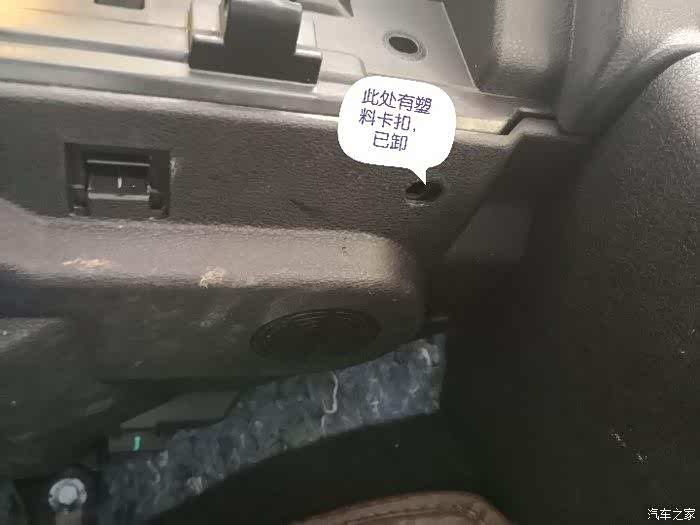 此处有塑
料卡扣，
已卸
汽车之家